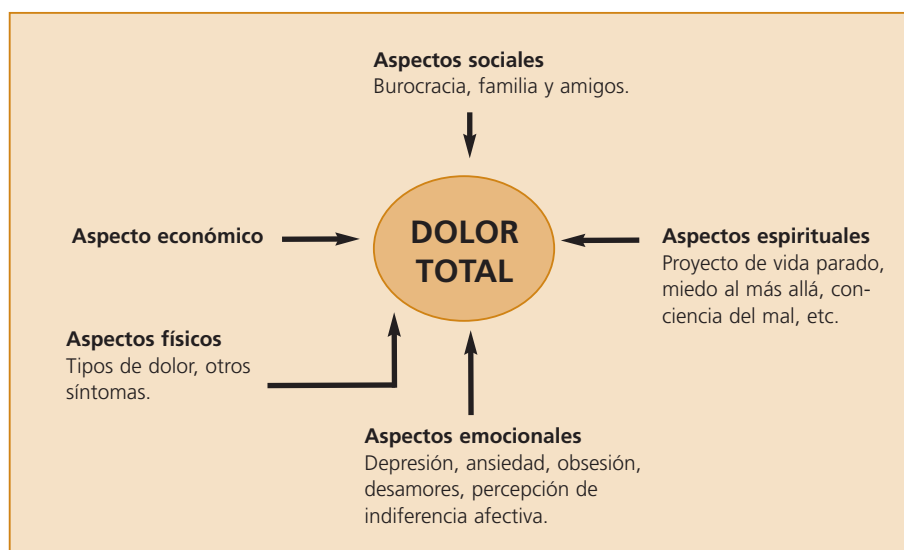 Aspectos sociales
Burocracia, familia y amigos.
Aspecto económico
DOLOR
TOTAL
Aspectos espirituales
Proyecto de vida parado,
miedo al más allá, con-
ciencia del mal, etc.
Aspectos físicos
Tipos de dolor, otros
síntomas.
Aspectos emocionales
Depresión, ansiedad, obsesión,
desamores, percepción de
indiferencia afectiva.